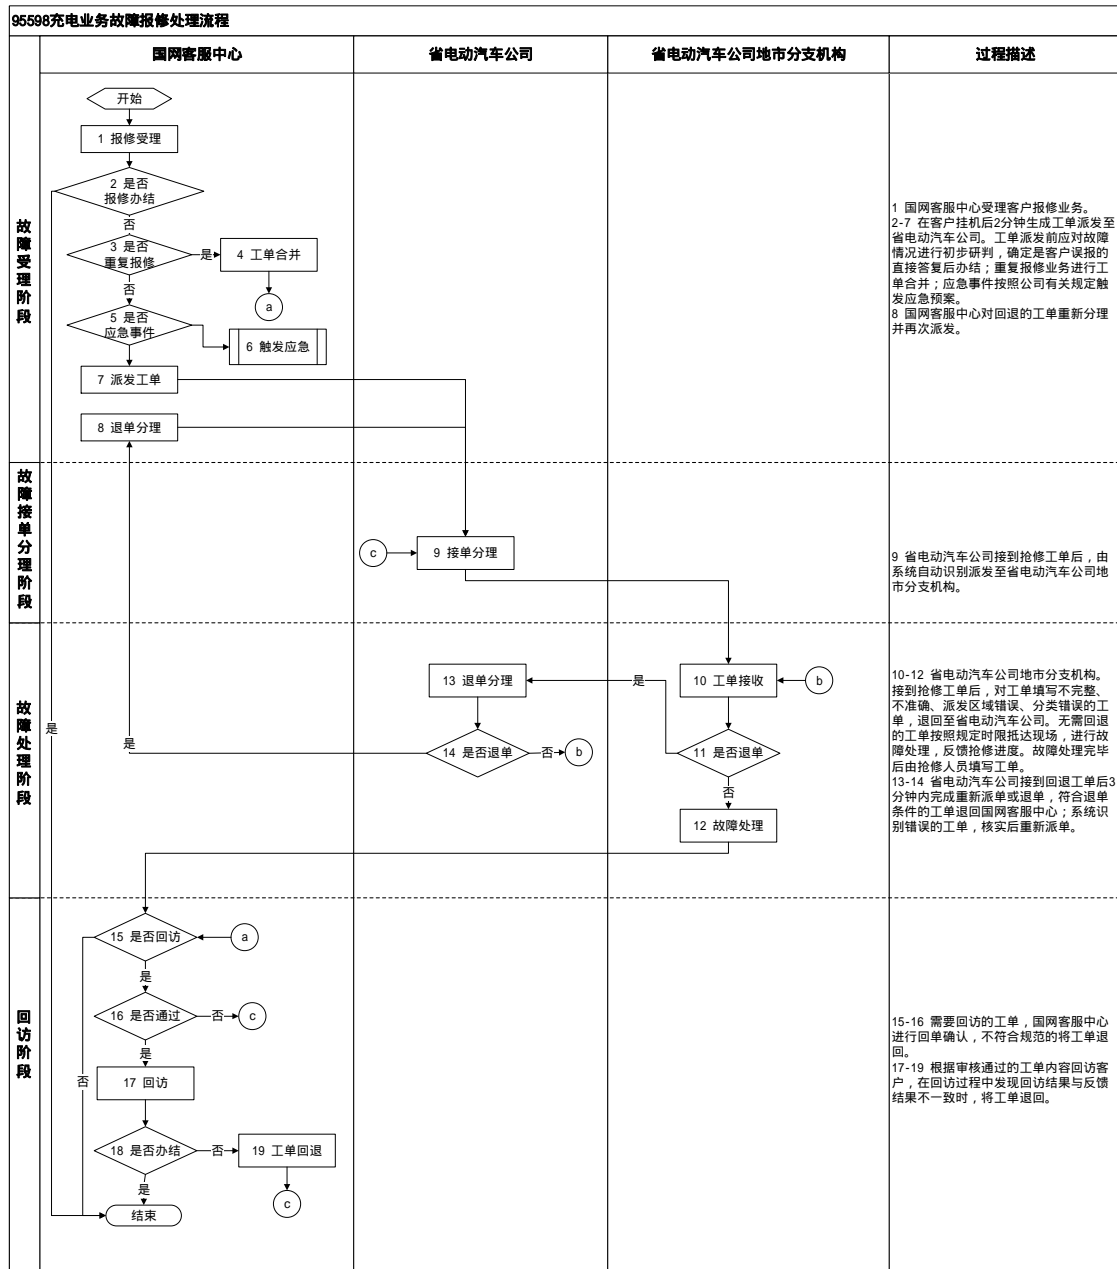 95598充电业务故障报修处理流程
国网客服中心
省电动汽车公司
省电动汽车公司地市分支机构
过程描述
故障受理阶段
开始
1 报修受理
2 是否
报修办结
否
3 是否
重复报修
是
4 工单合并
a
否
5 是否
应急事件
6 触发应急
7 派发工单
8 退单分理
1 国网客服中心受理客户报修业务。
2-7 在客户挂机后2分钟生成工单派发至
省电动汽车公司。工单派发前应对故障
情况进行初步研判，确定是客户误报的
直接答复后办结；重复报修业务进行工
单合并；应急事件按照公司有关规定触
发应急预案。
8 国网客服中心对回退的工单重新分理
并再次派发。
故障接单分理阶段
c
9 接单分理
9 省电动汽车公司接到抢修工单后，由
系统自动识别派发至省电动汽车公司地
市分支机构。
故障处理阶段
是
是
13 退单分理
是
10 工单接收
b
14 是否退单
否
b
11 是否退单
否
12 故障处理
10-12 省电动汽车公司地市分支机构。
接到抢修工单后，对工单填写不完整、
不准确、派发区域错误、分类错误的工
单，退回至省电动汽车公司。无需回退
的工单按照规定时限抵达现场，进行故
障处理，反馈抢修进度。故障处理完毕
后由抢修人员填写工单。
13-14 省电动汽车公司接到回退工单后3
分钟内完成重新派单或退单，符合退单
条件的工单退回国网客服中心；系统识
别错误的工单，核实后重新派单。
回访阶段
15 是否回访
a
是
16 是否通过
否
c
是
否
17 回访
18 是否办结
否
19 工单回退
是
c
结束
15-16 需要回访的工单，国网客服中心
进行回单确认，不符合规范的将工单退
回。
17-19 根据审核通过的工单内容回访客
户，在回访过程中发现回访结果与反馈
结果不一致时，将工单退回。